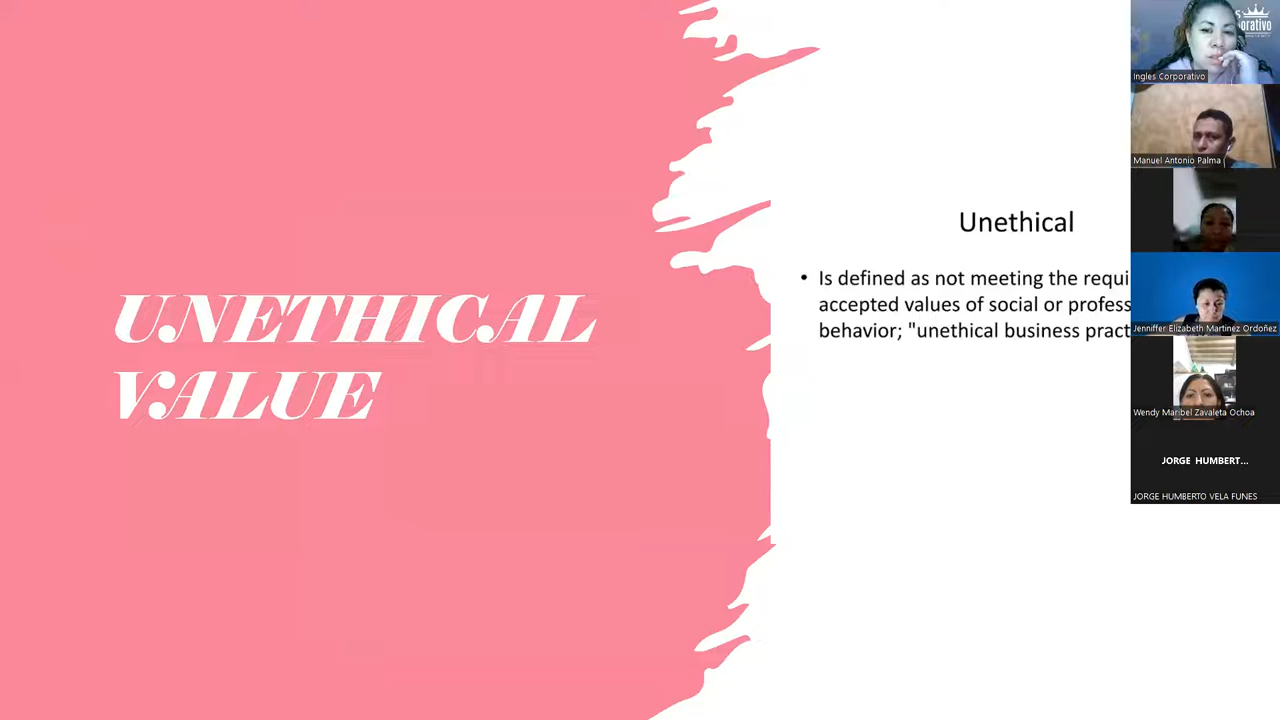 UNETHICAL
VALUE
Unethical
• Is defined as not meeting the requi
accepted values of social or profess
behavior; "unethical business pract
S
orativo
Ingles Corporativo
Manuel Antonio Palma
Jenniffer Elizabeth Martinez Ordoñez
Wendy Maribel Zavaleta Ochoa
JORGE HUMBERT...
JORGE HUMBERTO VELA FUNES